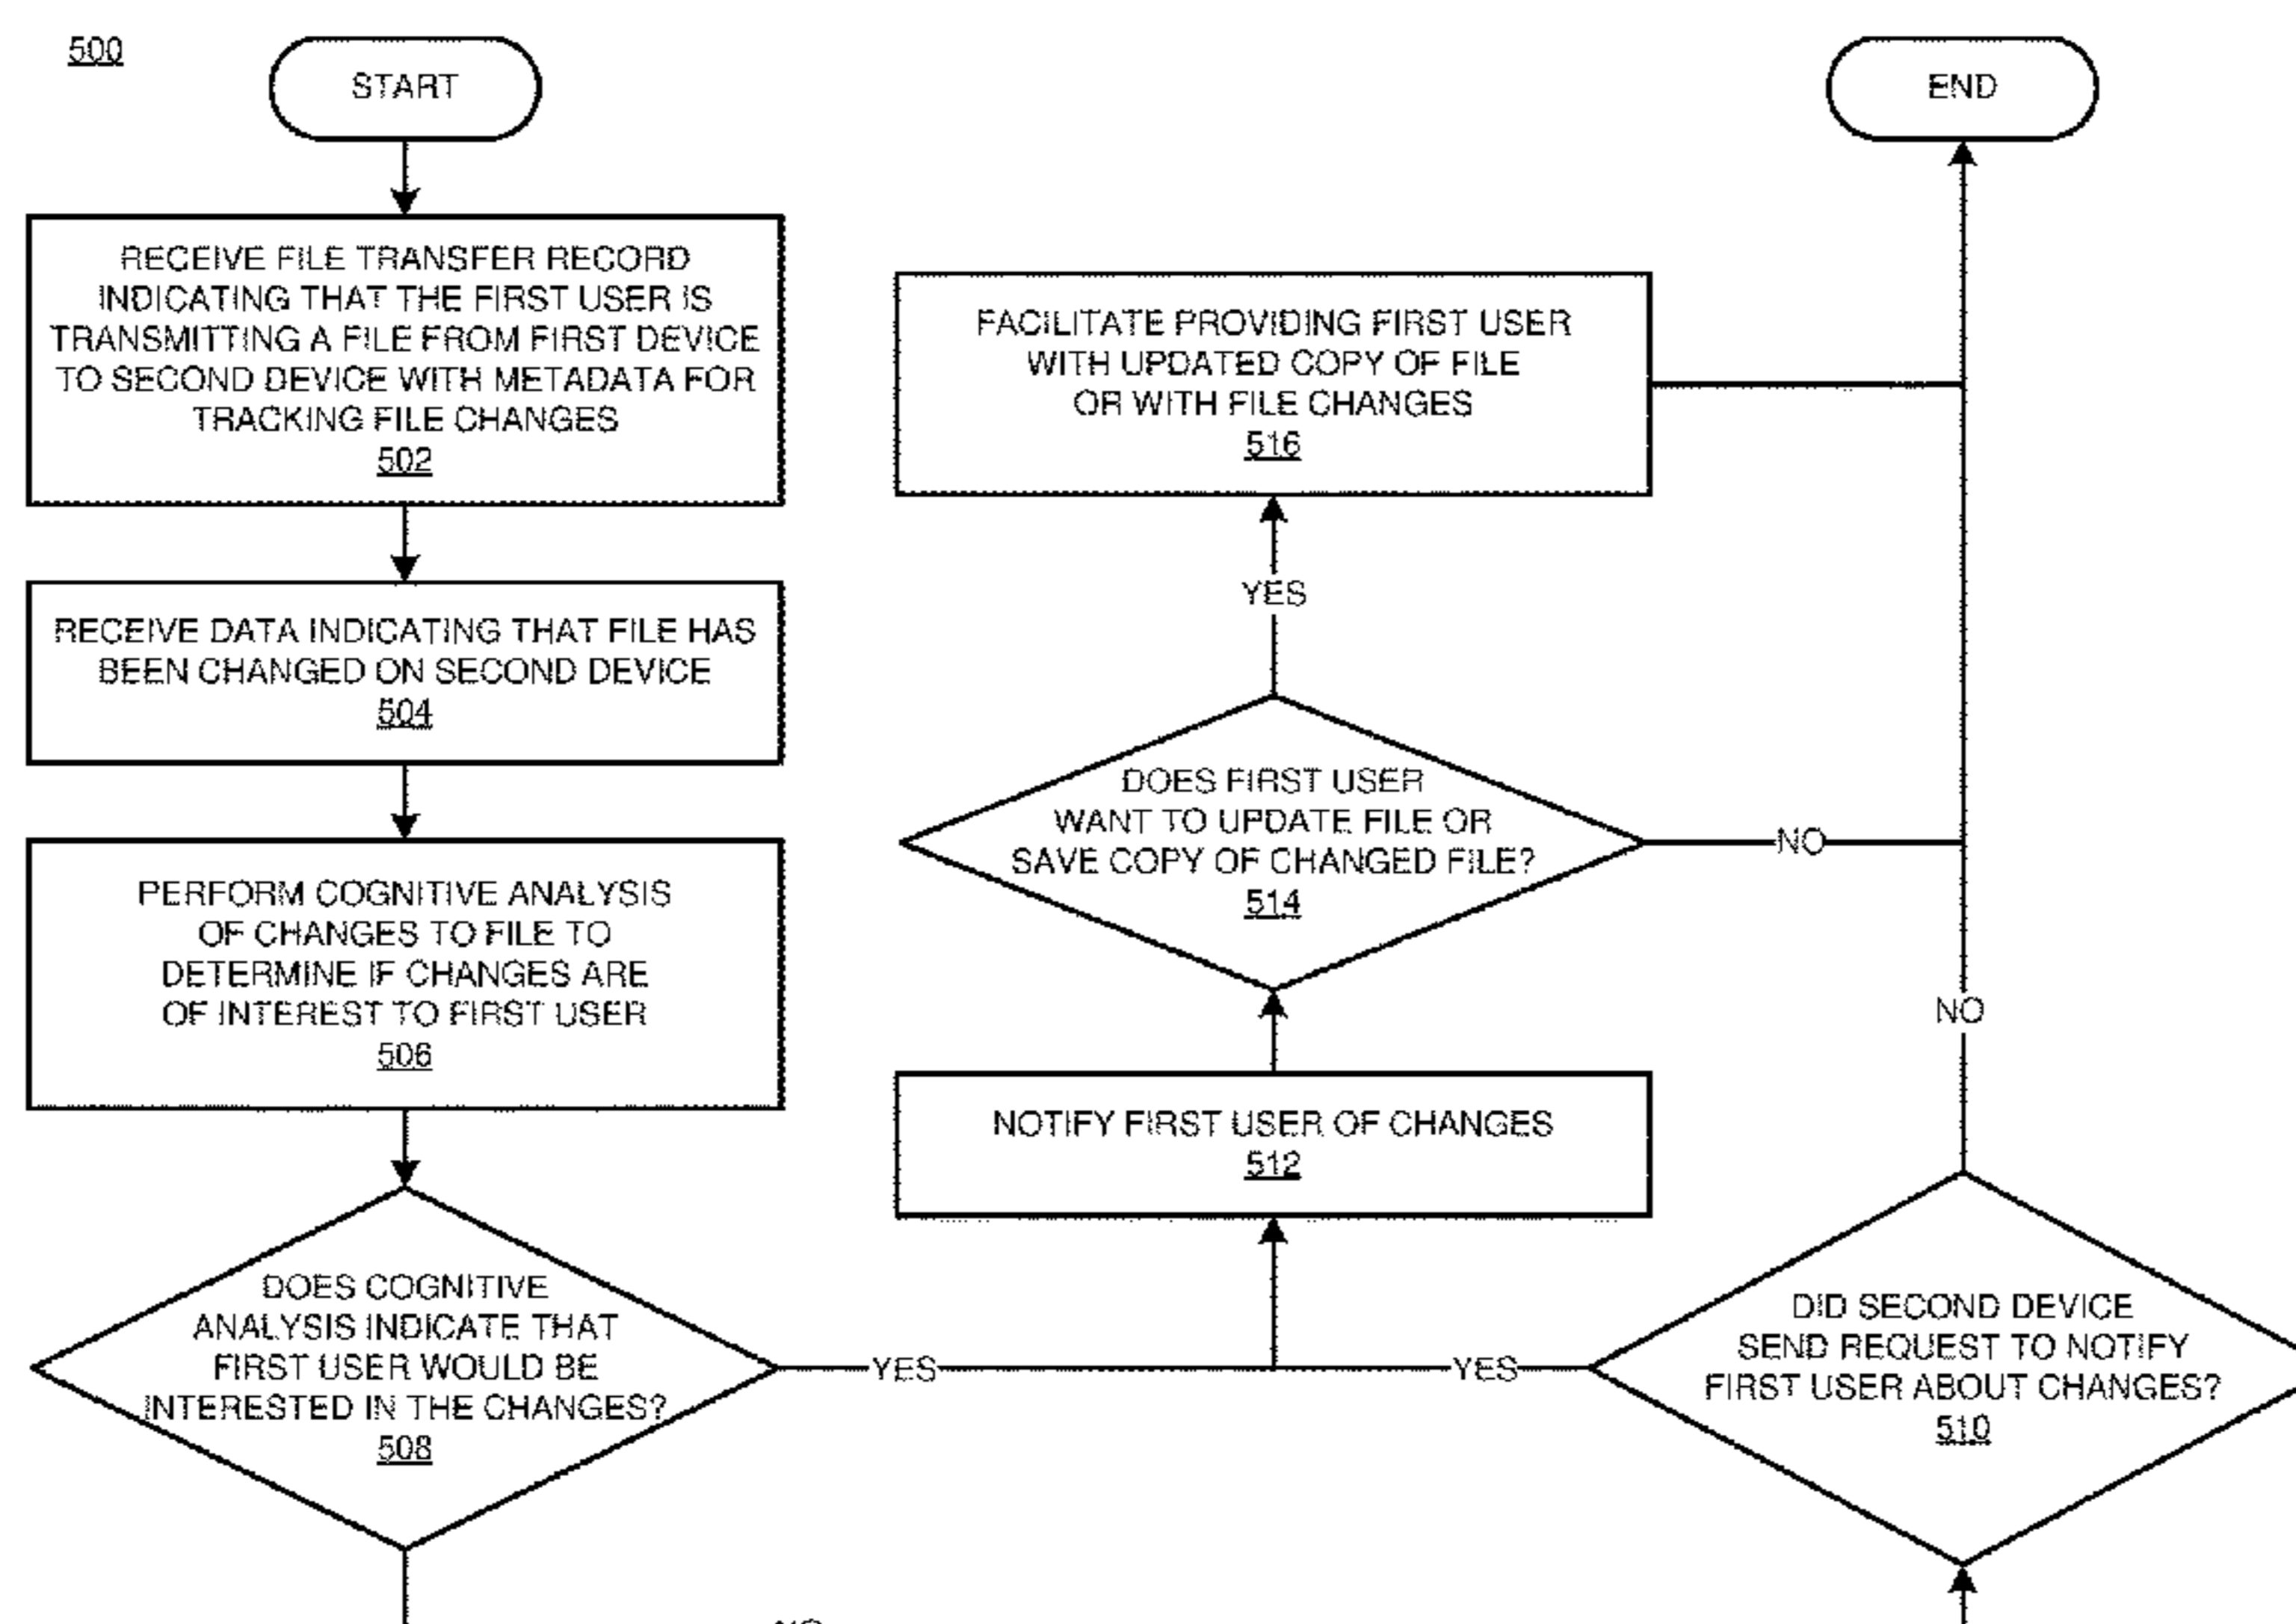 500
START
RECEIVE FILE TRANSFER RECORD
INDICATING THAT THE FIRST USER IS
TRANSMITTING A FILE FROM FIRST DEVICE
TO SECOND DEVICE WITH METADATA FOR
TRACKING FILE CHANGES
502
RECEIVE DATA INDICATING THAT FILE HAS
BEEN CHANGED ON SECOND DEVICE
504
PERFORM COGNITIVE ANALYSIS
OF CHANGES TO FILE TO
DETERMINE IF CHANGES ARE
OF INTEREST TO FIRST USER
506
DOES COGNITIVE
ANALYSIS INDICATE THAT
FIRST USER WOULD BE
INTERESTED IN THE CHANGES?
508
YES
NO
DID SECOND DEVICE
SEND REQUEST TO NOTIFY
FIRST USER ABOUT CHANGES?
510
YES
NO
NOTIFY FIRST USER OF CHANGES
512
DOES FIRST USER
WANT TO UPDATE FILE OR
SAVE COPY OF CHANGED FILE?
514
YES
NO
FACILITATE PROVIDING FIRST USER
WITH UPDATED COPY OF FILE
OR WITH FILE CHANGES
516
END